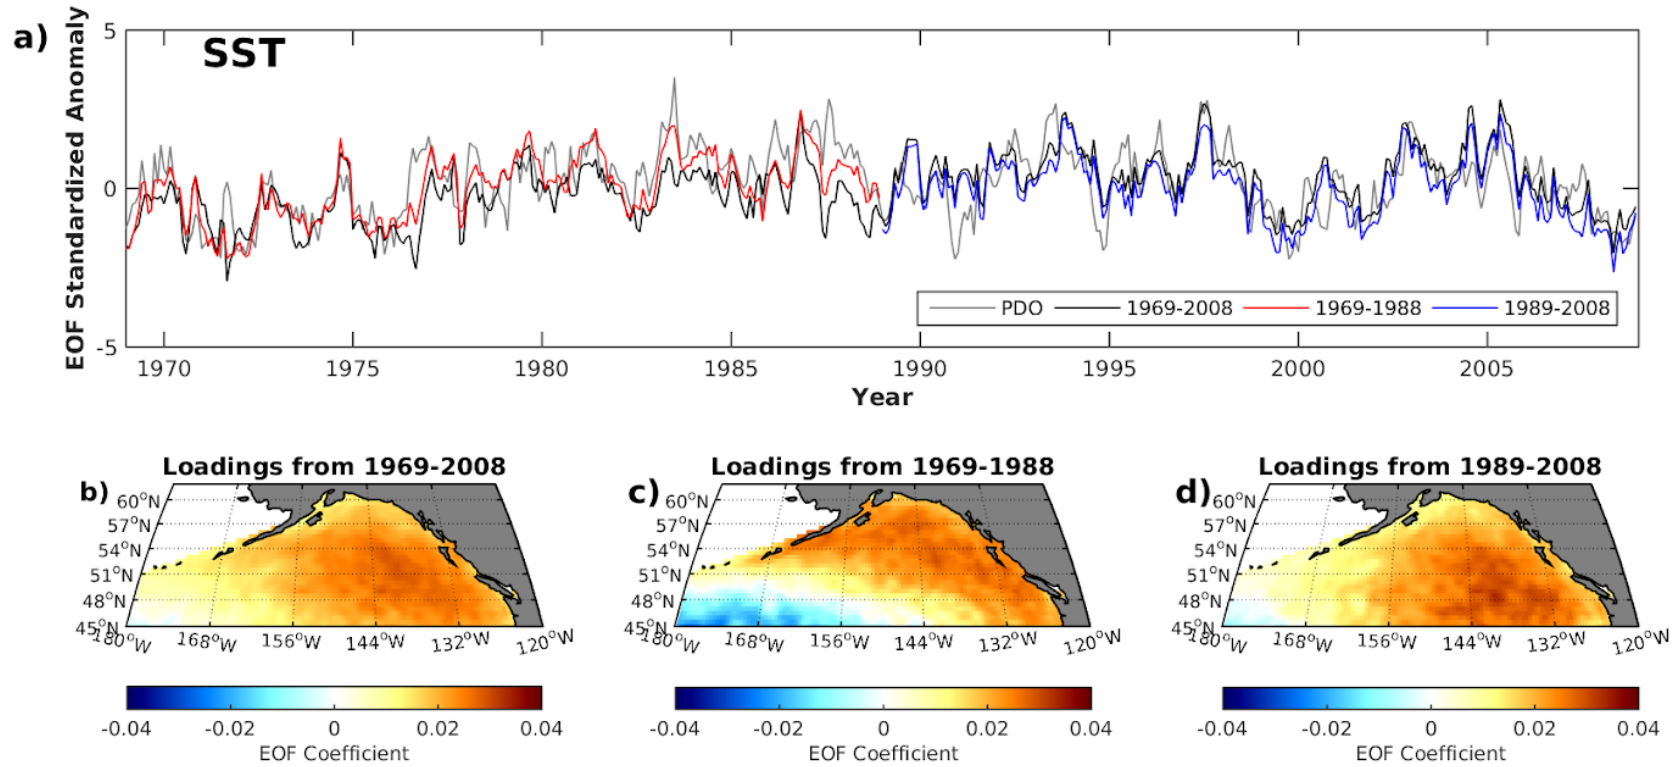 a)
SST
EOF Standardized Anomaly
5
0
-5
PDO 1969-2008 1969-1988 1989-2008
1970 1975 1980 1985 1990 1995 2000 2005
Year
b)
Loadings from 1969-2008
60°N
57°N
54°N
51°N
48°N
45°N
180°W 168°W 156°W 144°W 132°W 120°W
-0.04 -0.02 0 0.02 0.04
EOF Coefficient
c)
Loadings from 1969-1988
60°N
57°N
54°N
51°N
48°N
45°N
180°W 168°W 156°W 144°W 132°W 120°W
-0.04 -0.02 0 0.02 0.04
EOF Coefficient
d)
Loadings from 1989-2008
60°N
57°N
54°N
51°N
48°N
45°N
180°W 168°W 156°W 144°W 132°W 120°W
-0.04 -0.02 0 0.02 0.04
EOF Coefficient